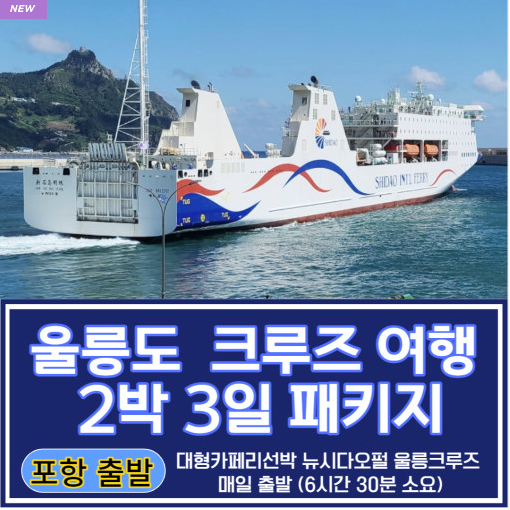 NEW
SHIDAO
SHIDAO INTL FERRY
울릉도 크루즈 여행
2박 3일 패키지
포항 출발
대형카페리선박 뉴시다오펄 울릉크루즈
매일 출발 (6시간 30분 소요)